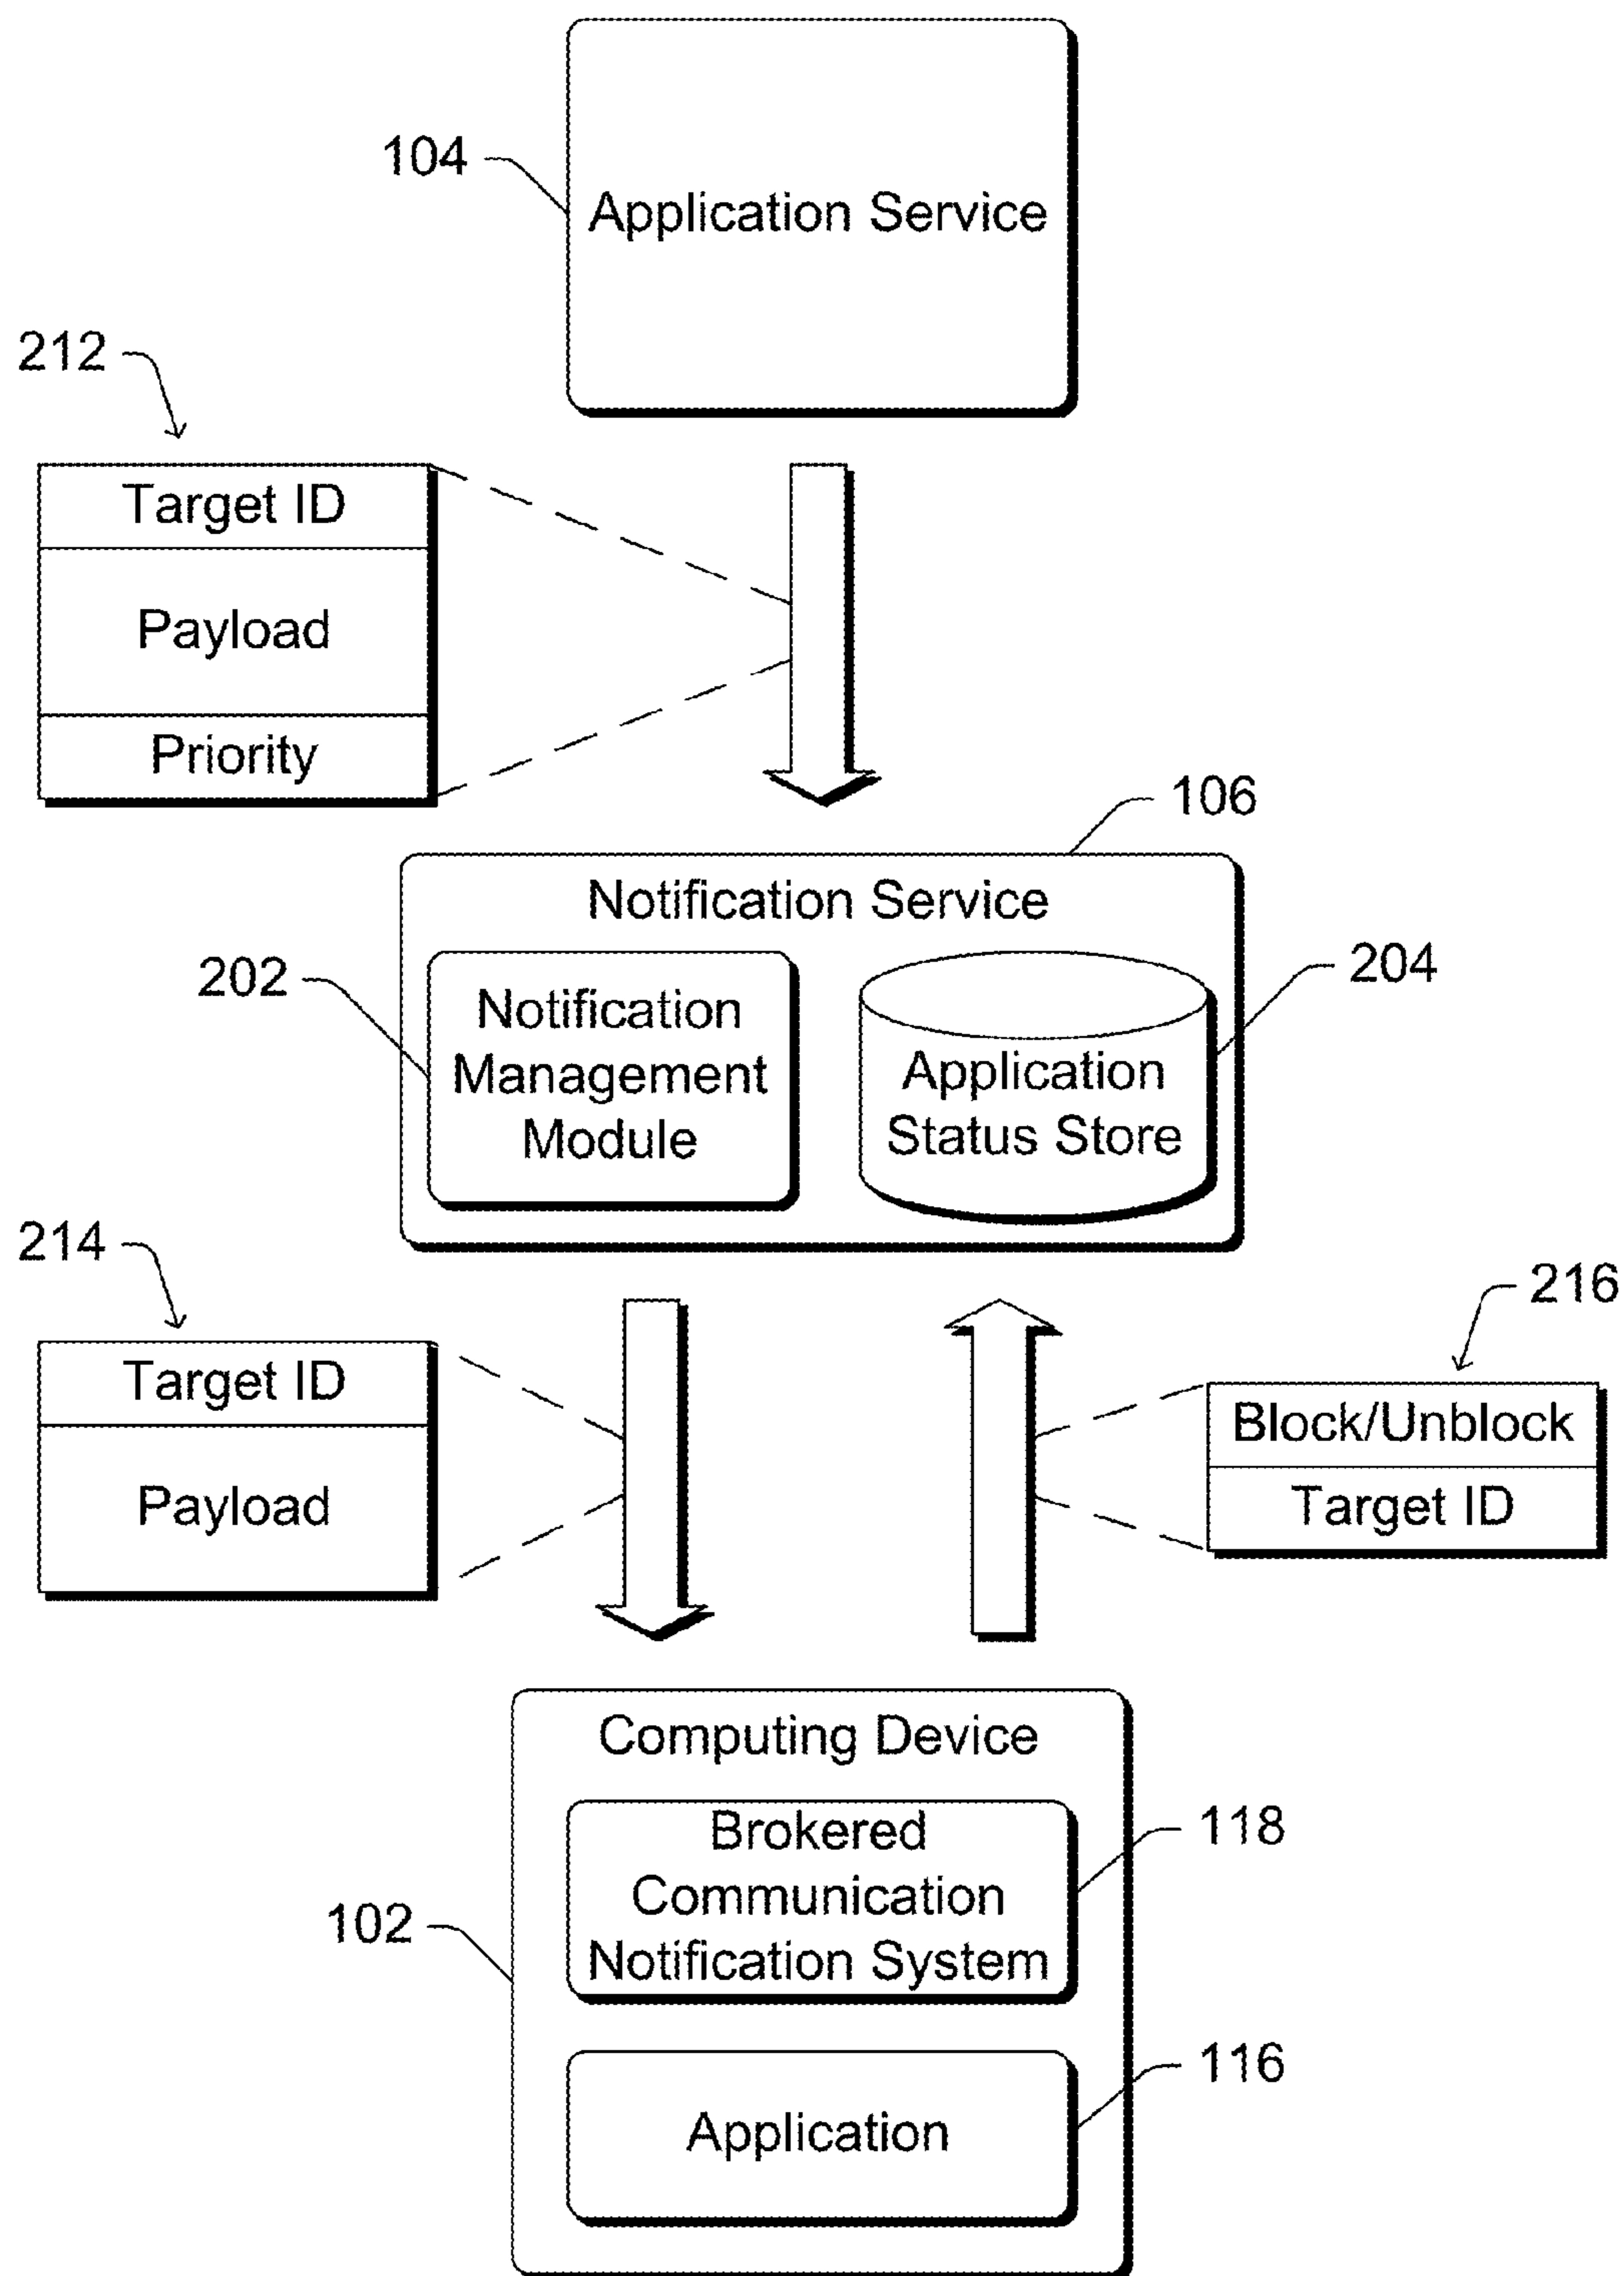 104
Application Service
212
Target ID
Payload
Priority
106
Notification Service
202
Notification
Management
Module
204
Application
Status Store
214
Target ID
Payload
216
Block/Unblock
Target ID
Computing Device
Brokered
Communication
Notification System
118
102
Application
116